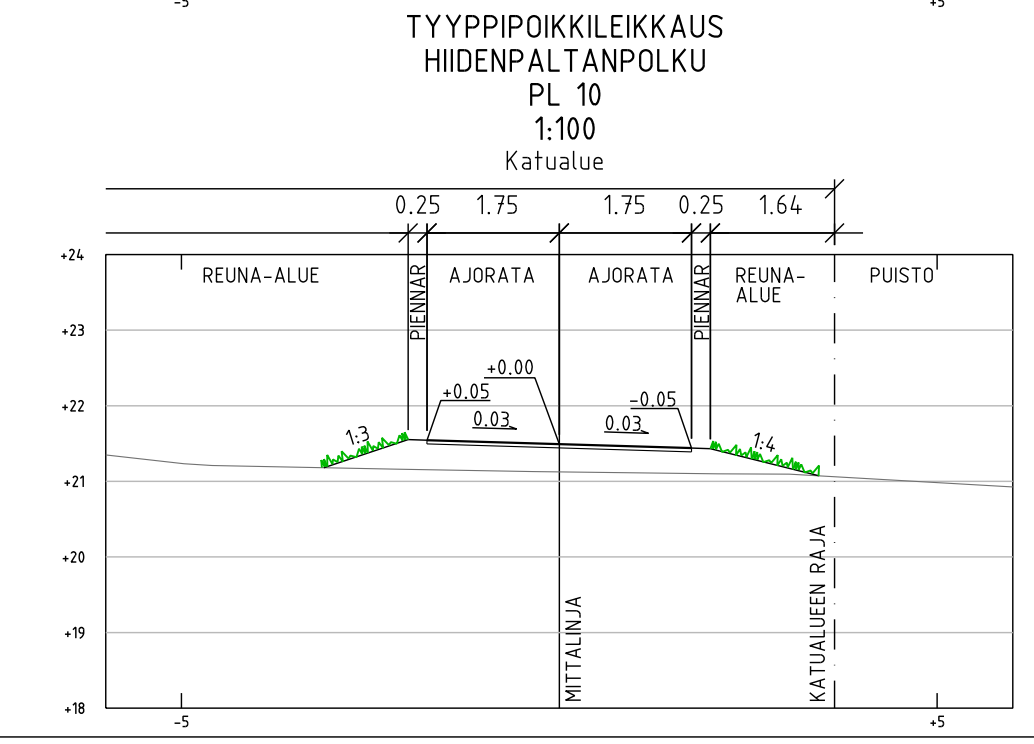 -5 +5
TYYPPIPOIKKILEIKKAUS
HIIDENPALTANPOLKU
PL 10
1:100
Katualue
0.25 1.75 1.75 0.25 1.64
+24
REUNA-ALUE
PIENNAR
AJORATA
AJORATA
PIENNAR
REUNA-
ALUE
PUISTO
+23
+22
+0.00
+0.05
-0.05
0.03
0.03
1:3
1:4
+21
+20
+19
+18
MITTALINJA
KATUALUEEN RAJA
-5 +5